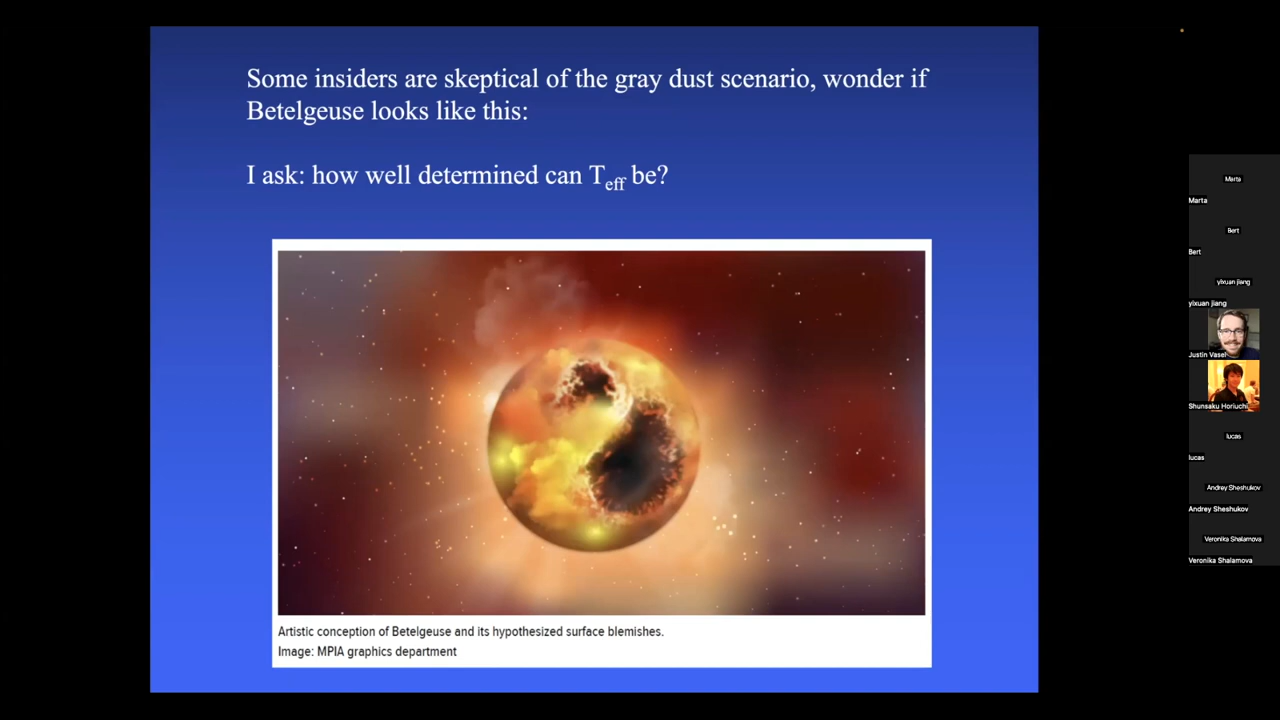 Some insiders are skeptical of the gray dust scenario, wonder if
Betelgeuse looks like this:
I ask: how well determined can Teff be?
Artistic conception of Betelgeuse and its hypothesized surface blemishes.
Image: MPIA graphics department
Marta
Marta
Bert
Bert
yixuan jiang
yixuan jiang
Justin Vasel
Shunsaku Horiuchi
lucas
lucas
Andrey Sheshukov
Andrey Sheshukov
Veronika Shalamova
Veronika Shalamova